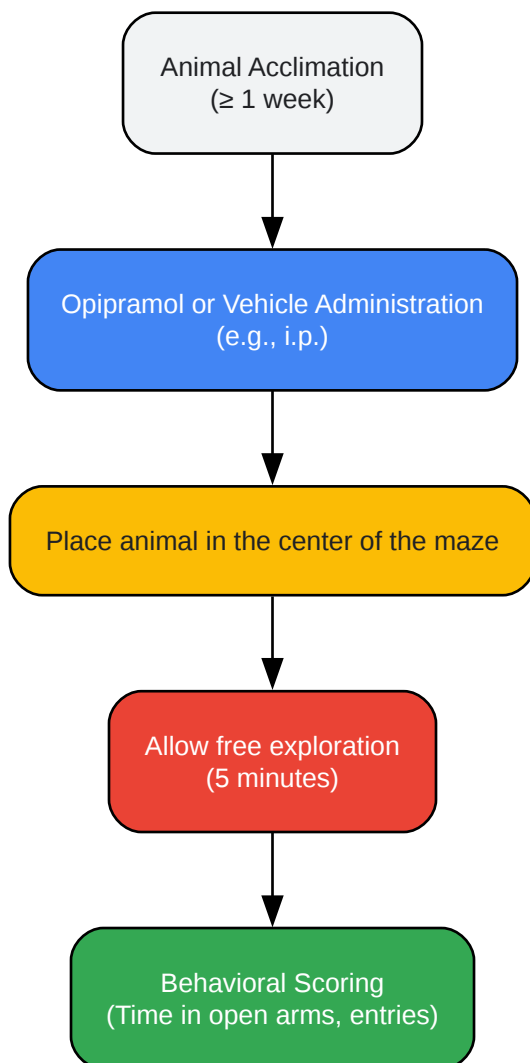 Animal Acclimation
(≥ 1 week)
Opipramol or Vehicle Administration
(e.g., i.p.)
Place animal in the center of the maze
Allow free exploration
(5 minutes)
Behavioral Scoring
(Time in open arms, entries)